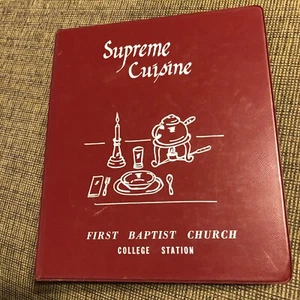 Supreme
Cuisine
FIRST BAPTIST CHURCH
COLLEGE STATION